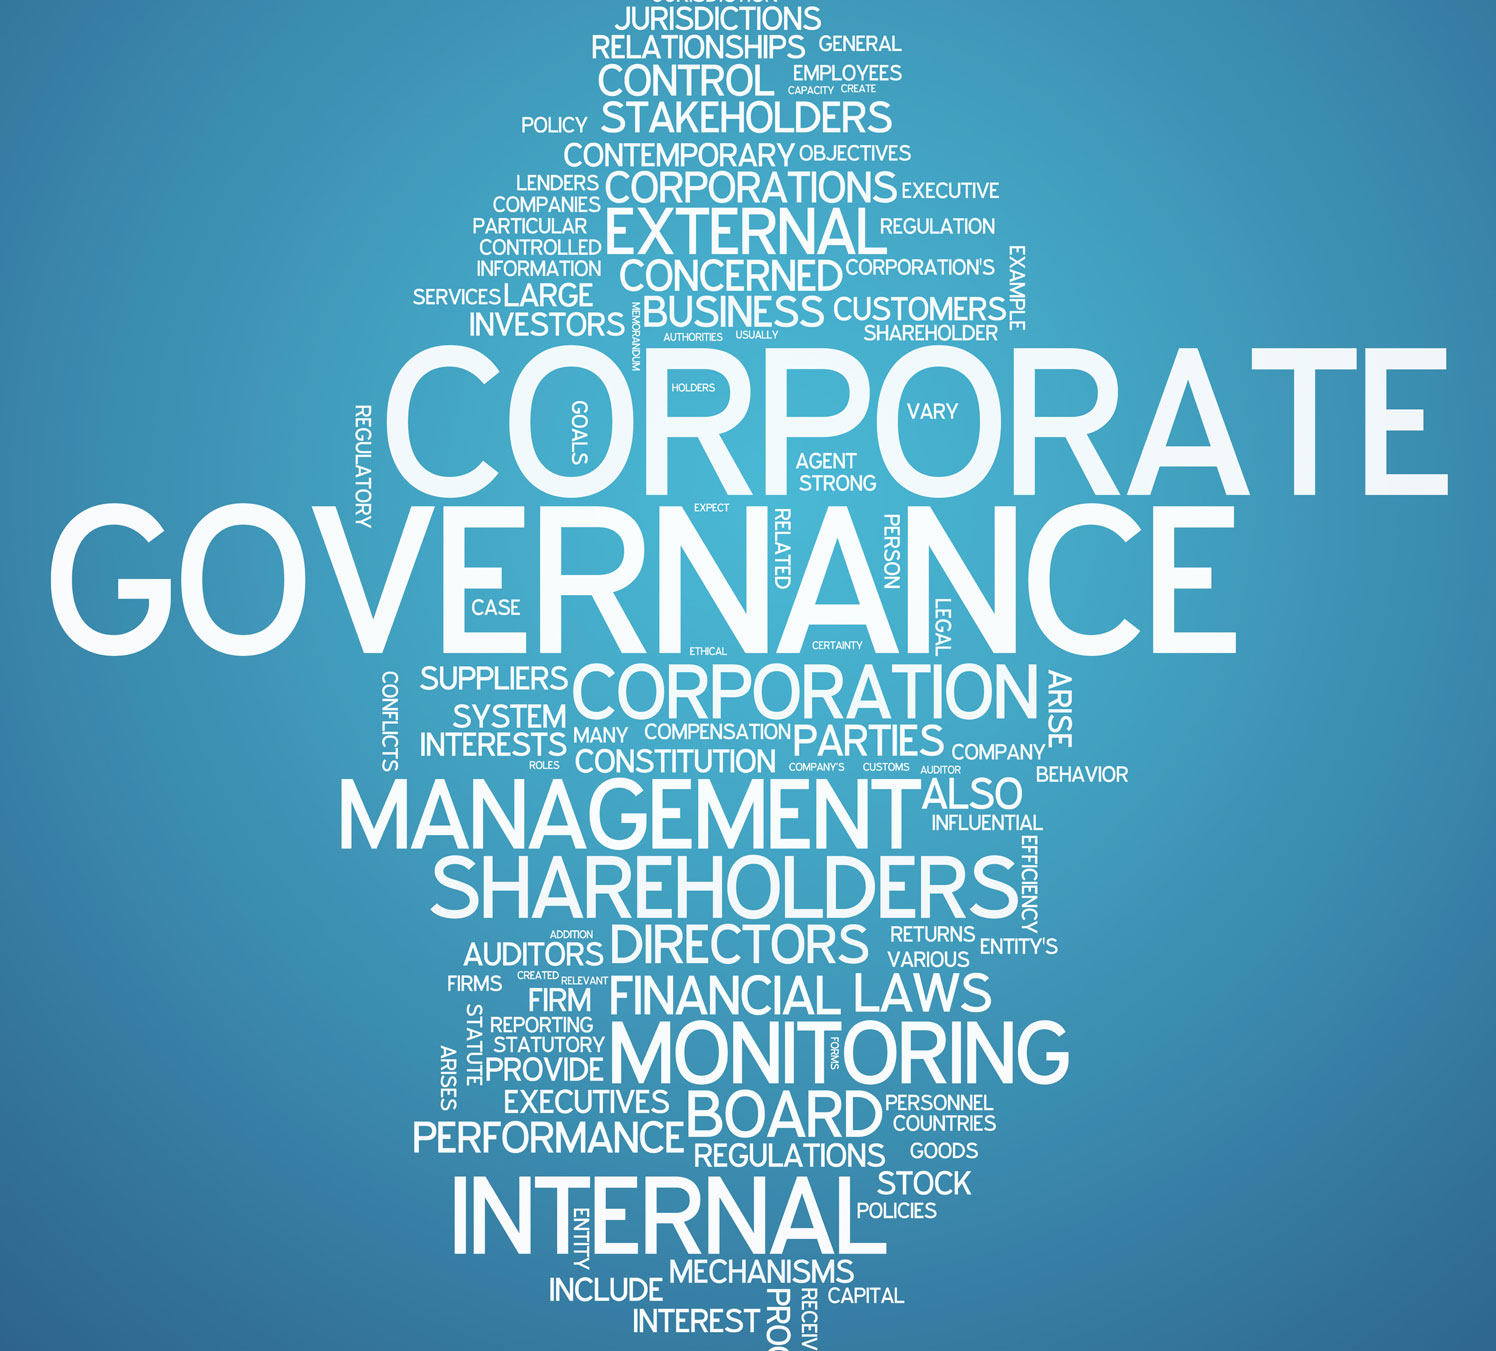 JURISDICTIONS
RELATIONSHIPS GENERAL
CONTROL EMPLOYEES
CAPACITY CREATE
POLICY STAKEHOLDERS
CONTEMPORARY OBJECTIVES
LENDERS CORPORATIONS EXECUTIVE
COMPANIES
PARTICULAR EXTERNAL REGULATION
CONTROLLED
INFORMATION CONCERNED CORPORATION'S
EXAMPLE
SERVICES LARGE
MEMORANDUM
BUSINESS CUSTOMERS
INVESTORS
AUTHORITIES USUALLY SHAREHOLDER
CORPORATE
HOLDERS
GOALS
VARY
AGENT
STRONG
REGULATORY
GOVERNANCE
EXPECT
RELATED
PERSON
CASE
LEGAL
ETHICAL
CERTAINTY
CONFLICTS
SUPPLIERS CORPORATION
ARISE
SYSTEM
MANY COMPENSATION PARTIES COMPANY
INTERESTS
ROLES CONSTITUTION COMPANY'S CUSTOMS AUDITOR
BEHAVIOR
MANAGEMENT ALSO
INFLUENTIAL
EFFICIENCY
SHAREHOLDERS
ADDITION
AUDITORS DIRECTORS RETURNS
ENTITY'S
VARIOUS
FIRMS CREATED RELEVANT
FIRM FINANCIAL LAWS
STATUTE
REPORTING
STATUTORY
MONITORING
FORMS
ARISES
PROVIDE
EXECUTIVES BOARD PERSONNEL
COUNTRIES
PERFORMANCE
REGULATIONS GOODS
STOCK
INTERNAL
POLICIES
ENTITY
MECHANISMS
INCLUDE
CAPITAL
INTEREST
PROC
RECEIV